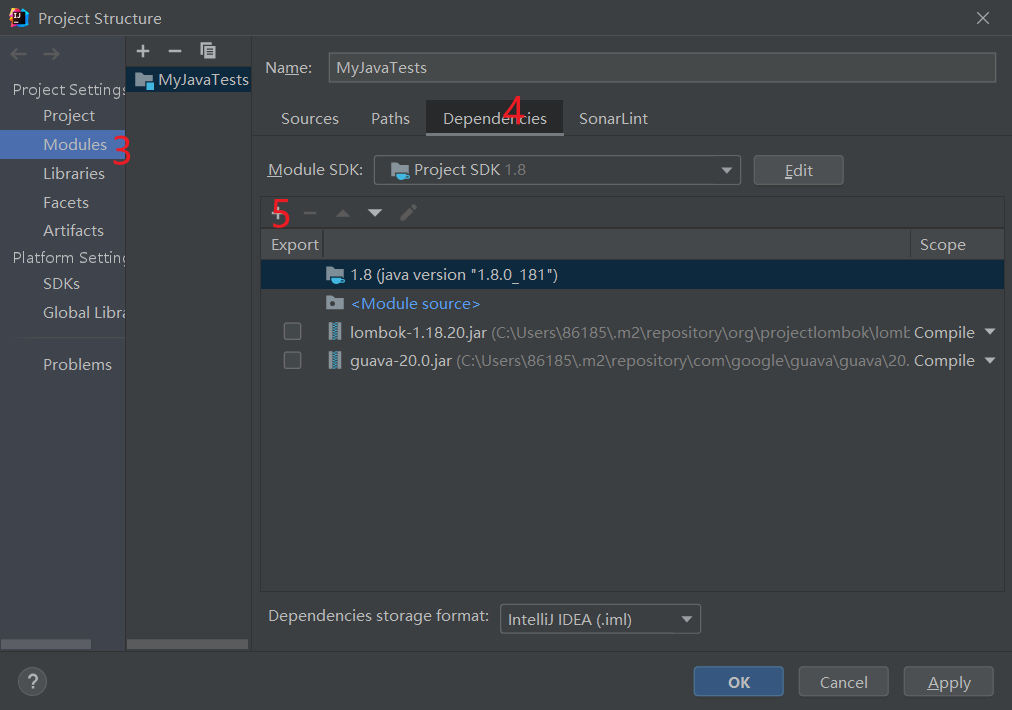 Project Structure
Project Settings
Project
Modules
3
Libraries
Facets
Artifacts
Platform Settin
SDKs
Global Libra
Problems
MyJavaTests
Name: MyJavaTests
Sources Paths Dependencies SonarLint
4
Module SDK: Project SDK 1.8 Edit
5
Export Scope
1.8 (java version "1.8.0_181")
<Module source>
lombok-1.18.20.jar (C:\Users\86185\.m2\repository\org\projectlombok\lomb Compile
guava-20.0.jar (C:\Users\86185\.m2\repository\com\google\guava\guava\20. Compile
Dependencies storage format: IntelliJ IDEA (.iml)
? OK Cancel Apply